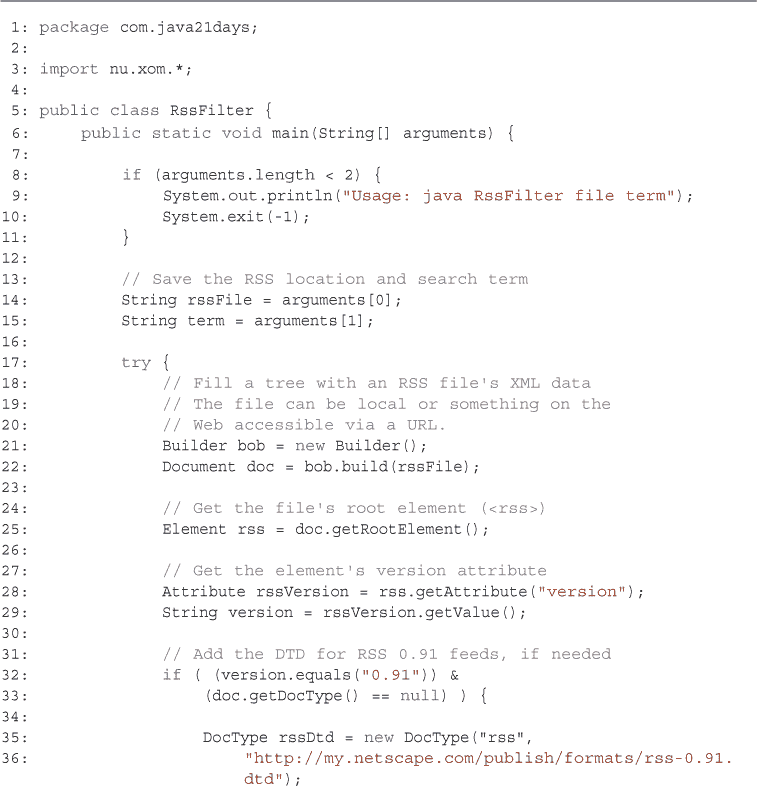 1: package com.java21days;
2:
3: import nu.xom.*;
4:
5: public class RssFilter {
6:     public static void main(String[] arguments) {
7:
8:         if (arguments.length < 2) {
9:             System.out.println("Usage: java RssFilter file term");
10:             System.exit(-1);
11:         }
12:
13:         // Save the RSS location and search term
14:         String rssFile = arguments[0];
15:         String term = arguments[1];
16:
17:         try {
18:             // Fill a tree with an RSS file's XML data
19:             // The file can be local or something on the
20:             // Web accessible via a URL.
21:             Builder bob = new Builder();
22:             Document doc = bob.build(rssFile);
23:
24:             // Get the file's root element (<rss>)
25:             Element rss = doc.getRootElement();
26:
27:             // Get the element's version attribute
28:             Attribute rssVersion = rss.getAttribute("version");
29:             String version = rssVersion.getValue();
30:
31:             // Add the DTD for RSS 0.91 feeds, if needed
32:             if ( (version.equals("0.91")) &
33:                 (doc.getDocType() == null) ) {
34:
35:                 DocType rssDtd = new DocType("rss",
36:                     "http://my.netscape.com/publish/formats/rss-0.91.
                    dtd");